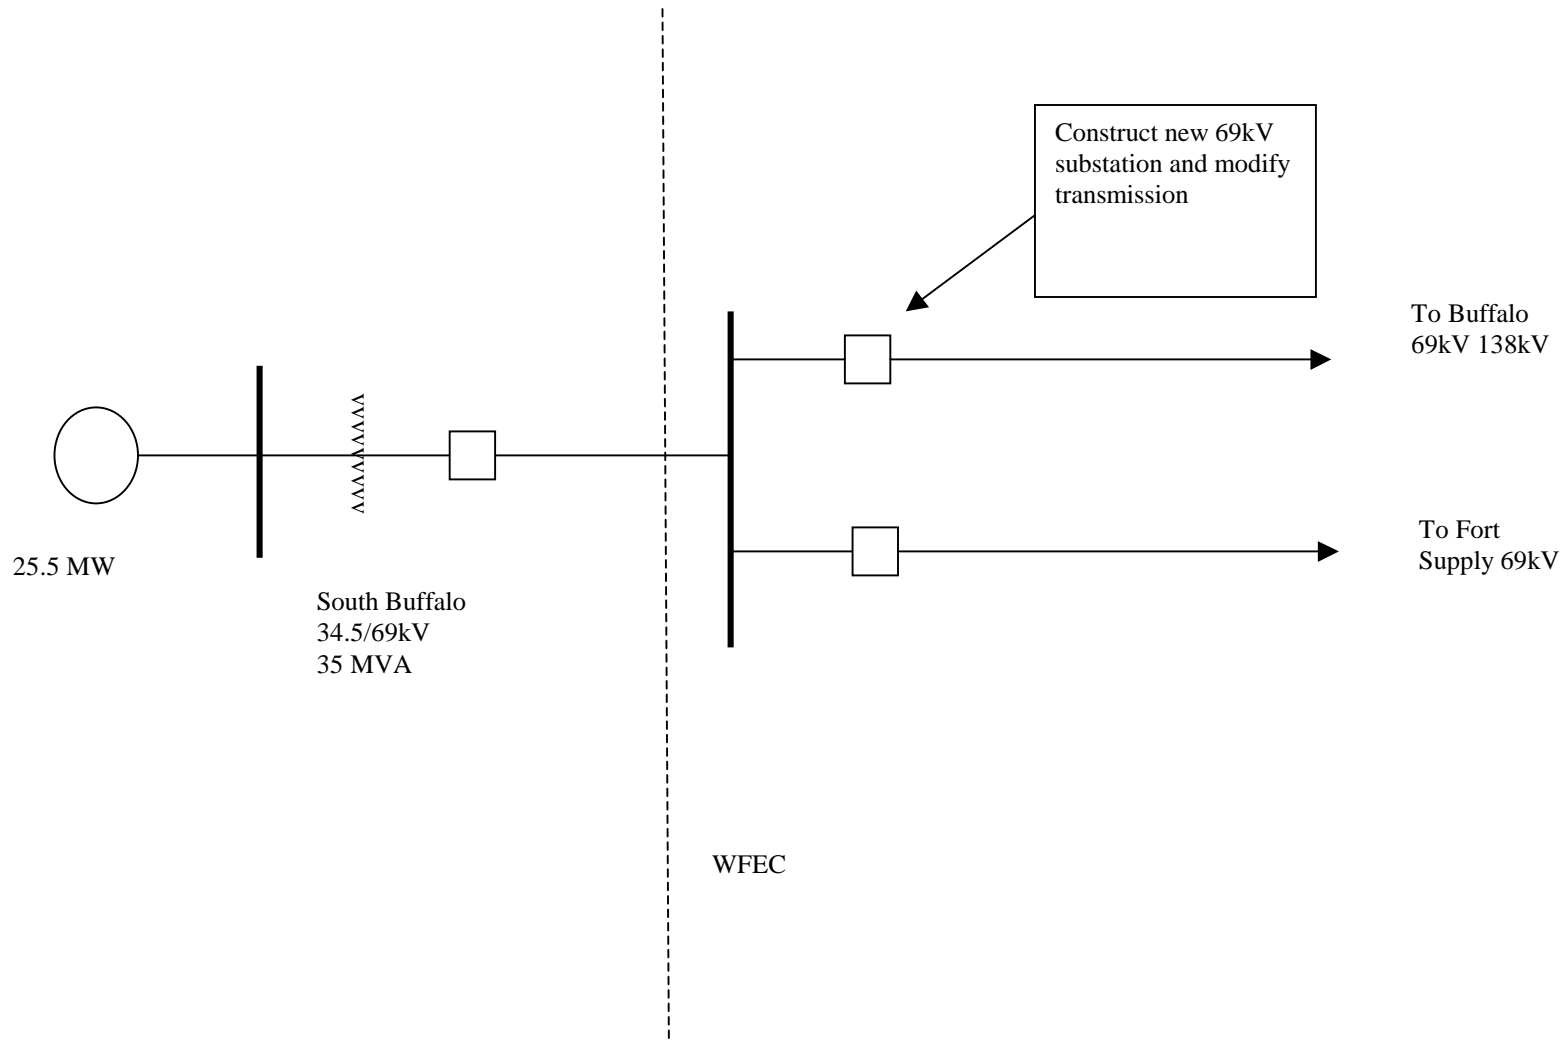 Construct new 69kV
substation and modify
transmission
To Buffalo
69kV 138kV
To Fort
Supply 69kV
25.5 MW
South Buffalo
34.5/69kV
35 MVA
WFEC